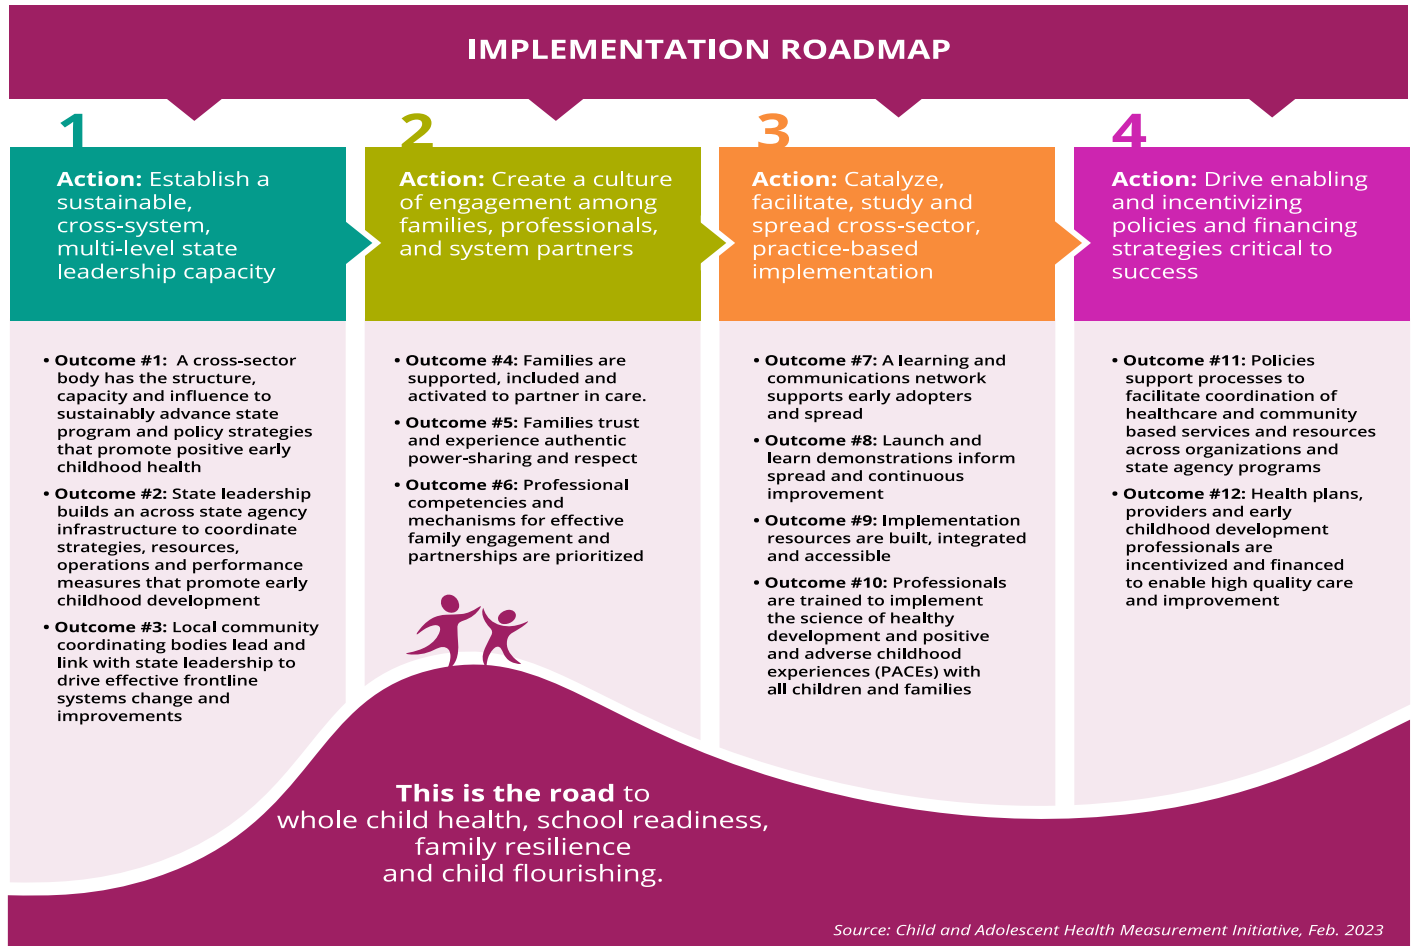 IMPLEMENTATION ROADMAP
1
Action: Establish a
sustainable,
cross-system,
multi-level state
leadership capacity
• Outcome #1: A cross-sector
body has the structure,
capacity and influence to
sustainably advance state
program and policy strategies
that promote positive early
childhood health
• Outcome #2: State leadership
builds an across state agency
infrastructure to coordinate
strategies, resources,
operations and performance
measures that promote early
childhood development
• Outcome #3: Local community
coordinating bodies lead and
link with state leadership to
drive effective frontline
systems change and
improvements
2
Action: Create a culture
of engagement among
families, professionals,
and system partners
• Outcome #4: Families are
supported, included and
activated to partner in care.
• Outcome #5: Families trust
and experience authentic
power-sharing and respect
• Outcome #6: Professional
competencies and
mechanisms for effective
family engagement and
partnerships are prioritized
3
Action: Catalyze,
facilitate, study and
spread cross-sector,
practice-based
implementation
• Outcome #7: A learning and
communications network
supports early adopters
and spread
• Outcome #8: Launch and
learn demonstrations inform
spread and continuous
improvement
• Outcome #9: Implementation
resources are built, integrated
and accessible
• Outcome #10: Professionals
are trained to implement
the science of healthy
development and positive
and adverse childhood
experiences (PACEs) with
all children and families
4
Action: Drive enabling
and incentivizing
policies and financing
strategies critical to
success
• Outcome #11: Policies
support processes to
facilitate coordination of
healthcare and community
based services and resources
across organizations and
state agency programs
• Outcome #12: Health plans,
providers and early
childhood development
professionals are
incentivized and financed
to enable high quality care
and improvement
This is the road to
whole child health, school readiness,
family resilience
and child flourishing.
Source: Child and Adolescent Health Measurement Initiative, Feb. 2023